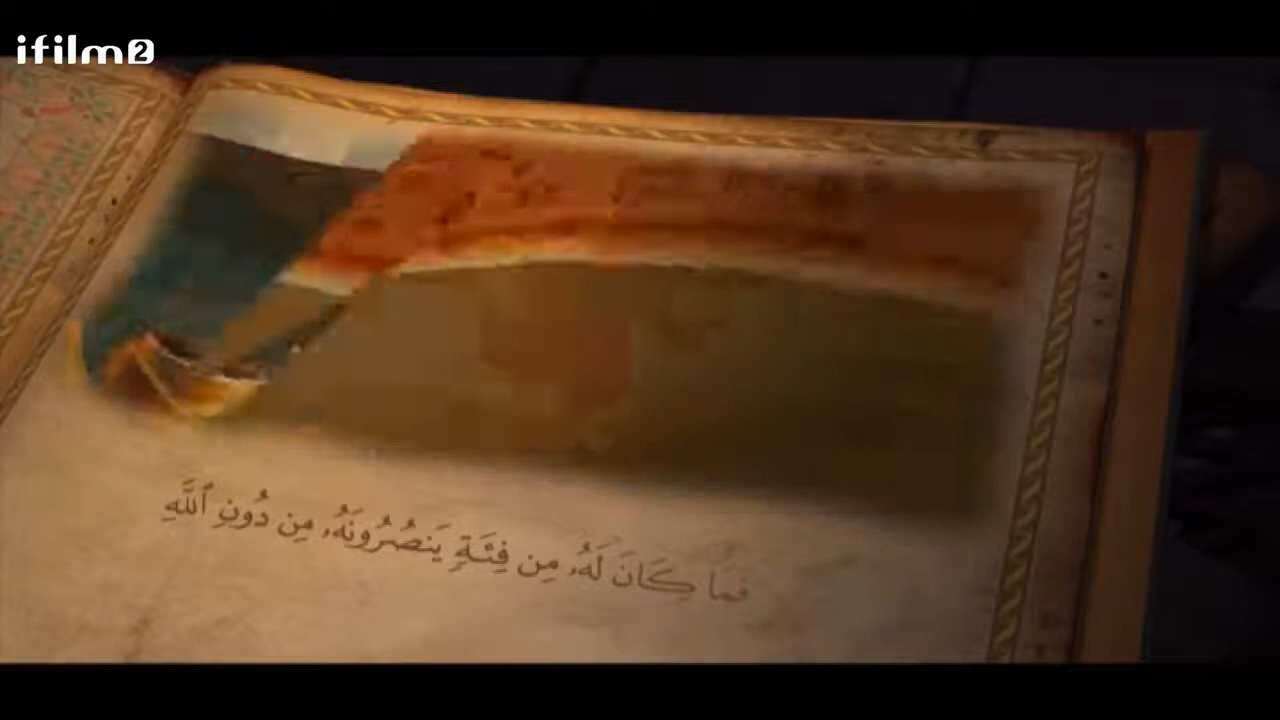 ifilm2
فَمَا كَانَ لَهُۥ مِن فِئَةٍ يَنصُرُونَهُۥ مِن دُونِ ٱللَّهِ